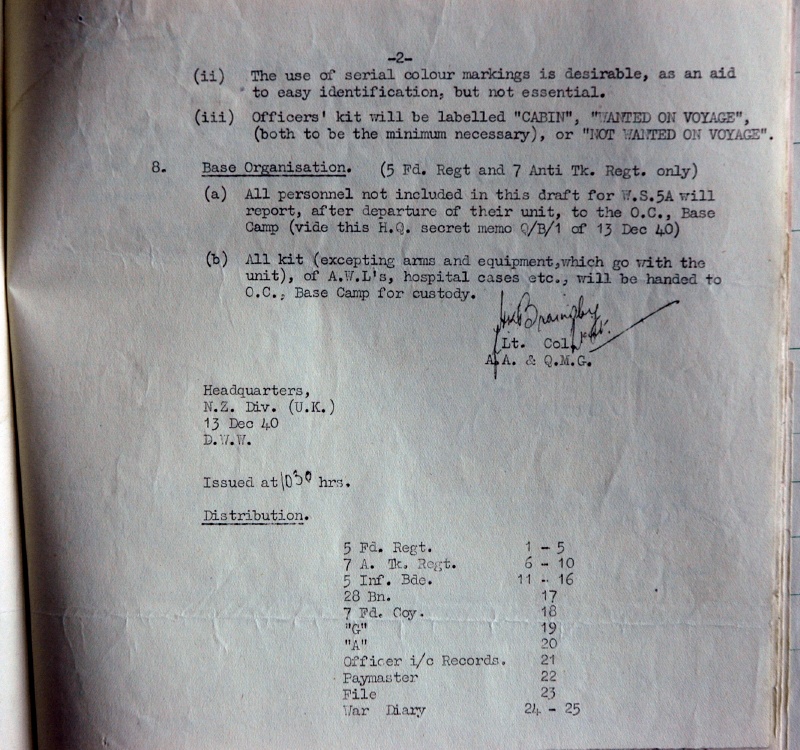 -2-
(ii) The use of serial colour markings is desirable, as an aid
to easy identification, but not essential.
(iii) Officers' kit will be labelled "CABIN", "WANTED ON VOYAGE",
(both to be the minimum necessary), or "NOT WANTED ON VOYAGE".
8. Base Organisation. (5 Fd. Regt and 7 Anti Tk. Regt. only)
(a) All personnel not included in this draft for W.S.5A will
report, after departure of their unit, to the O.C., Base
Camp (vide this H.Q. secret memo Q/B/1 of 13 Dec 40)
(b) All kit (excepting arms and equipment,which go with the
unit), of A.W.L's, hospital cases etc., will be handed to
O.C., Base Camp for custody.
Lt. Col.
A.A. & Q.M.G.
Headquarters,
N.Z. Div. (U.K.)
13 Dec 40
D.W.W.
Issued at 1030 hrs.
Distribution.
5 Fd. Regt. 1 - 5
7 A. Tk. Regt. 6 - 10
5 Inf. Bde. 11 - 16
28 Bn. 17
7 Fd. Coy. 18
"G" 19
"A" 20
Officer i/c Records. 21
Paymaster 22
File 23
War Diary 24 - 25